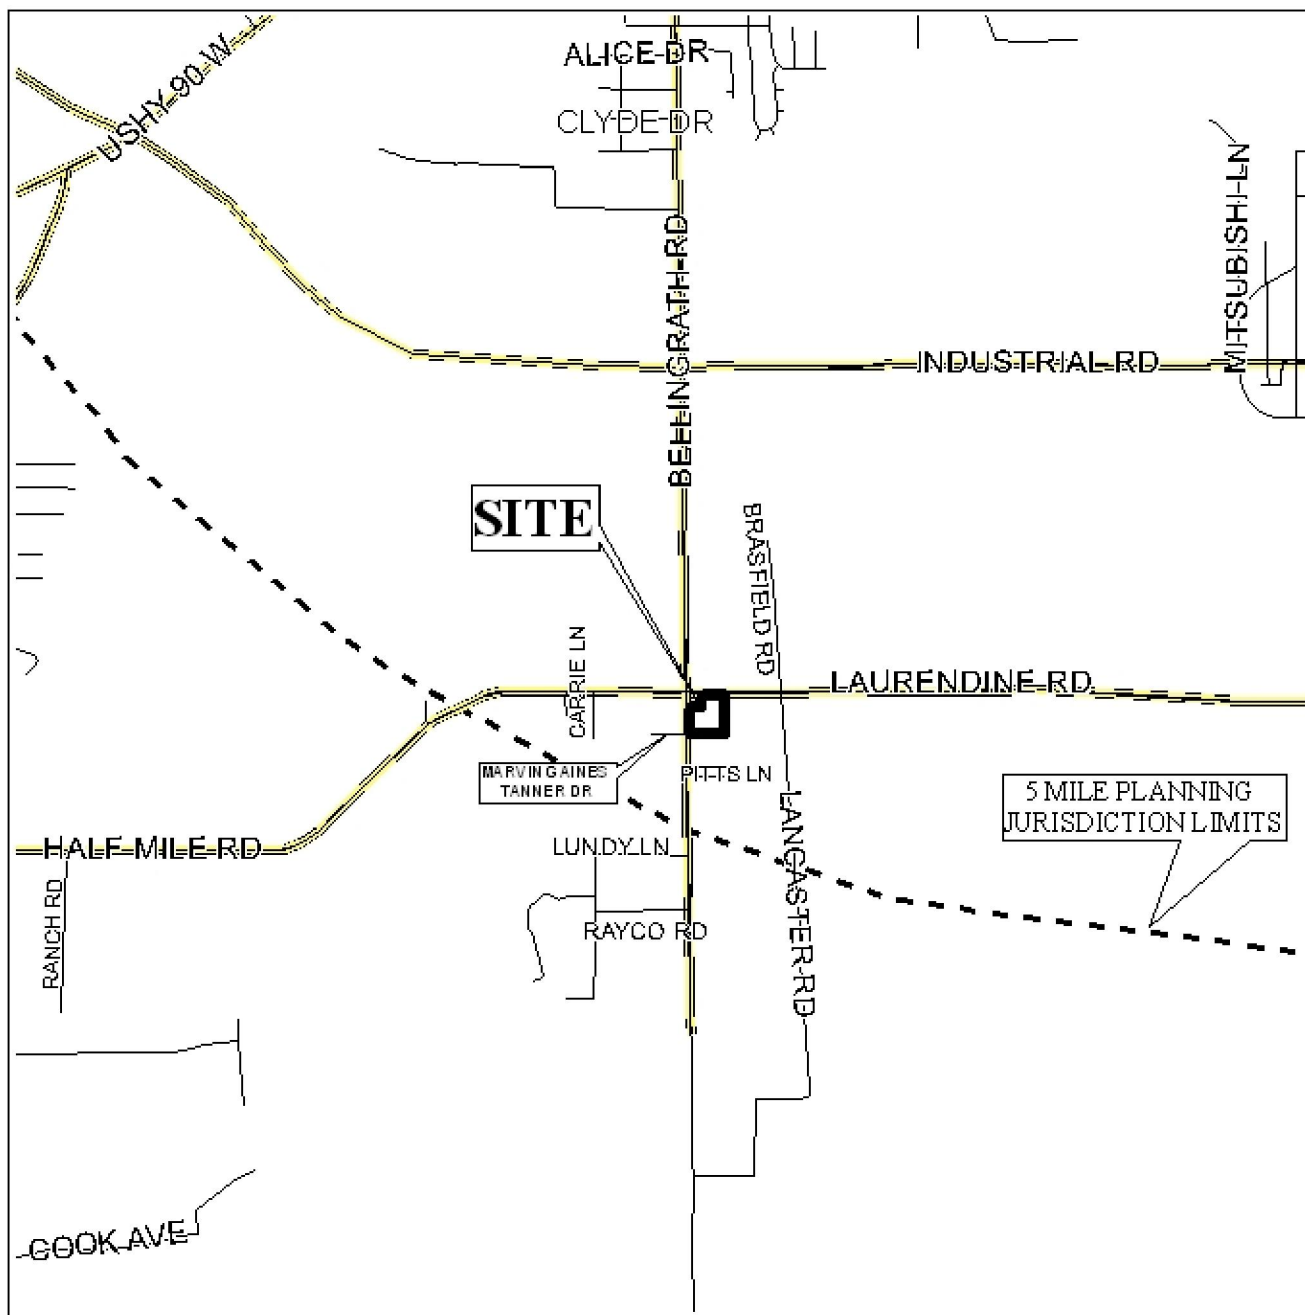 ALICE DR
US HY 90 W
CLYDE DR
MITSUBISHI LN
BELLINGRATH RD
INDUSTRIAL RD
SITE
BRASFIELD RD
CARRIE LN
LAURENDINE RD
MARVIN GAINES
TANNER DR
PITTS LN
5 MILE PLANNING
JURISDICTION LIMITS
HALF MILE RD
LUNDY LN
LANCASTER RD
RANCH RD
RAYCO RD
COOK AVE